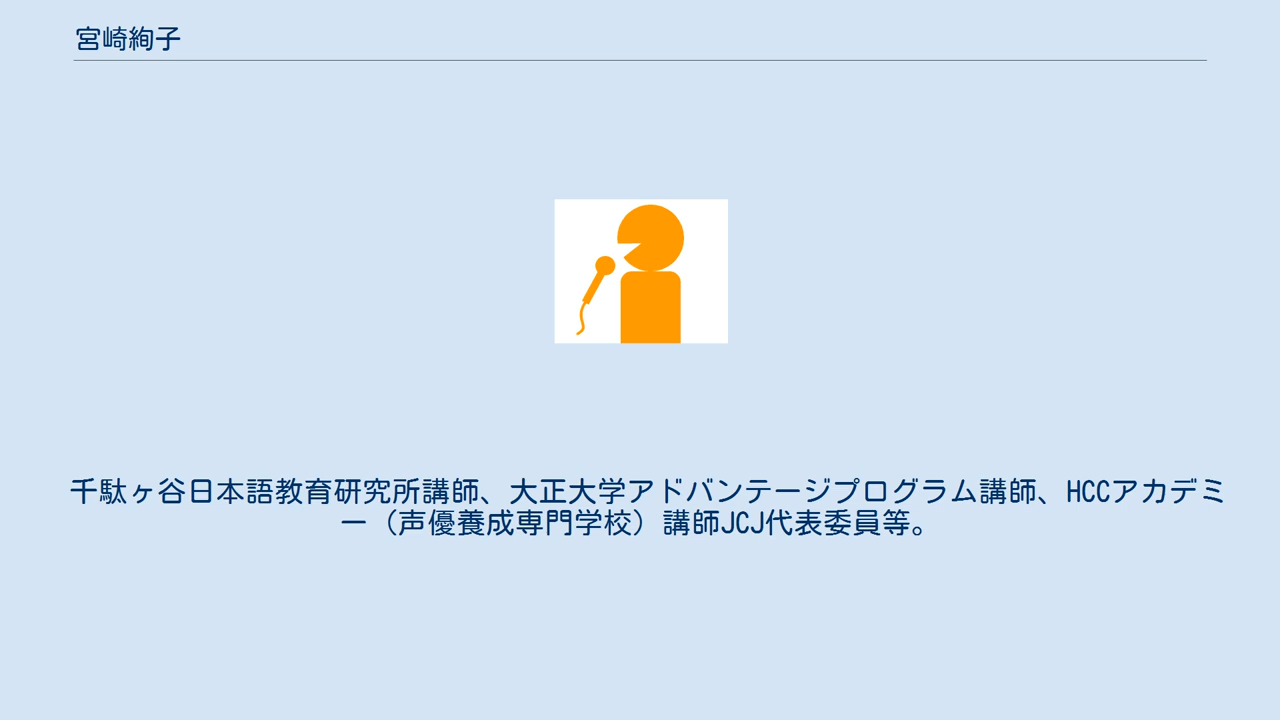 宮崎絢子
千駄ヶ谷日本語教育研究所講師、大正大学アドバンテージプログラム講師、HCCアカデミ
ー（声優養成専門学校）講師JCJ代表委員等。